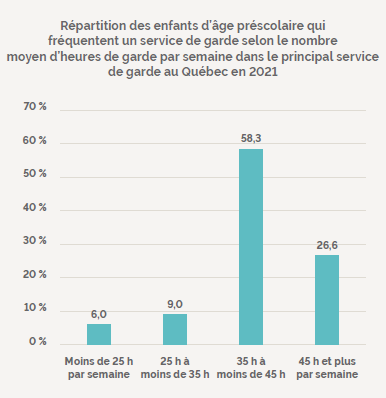 Répartition des enfants d’âge préscolaire qui
fréquentent un service de garde selon le nombre
moyen d’heures de garde par semaine dans le principal service
de garde au Québec en 2021
70 %
60 %
50 %
40 %
30 %
20 %
10 %
0 %
6,0
9,0
58,3
26,6
Moins de 25 h
par semaine
25 h à
moins de 35 h
35 h à
moins de 45 h
45 h et plus
par semaine